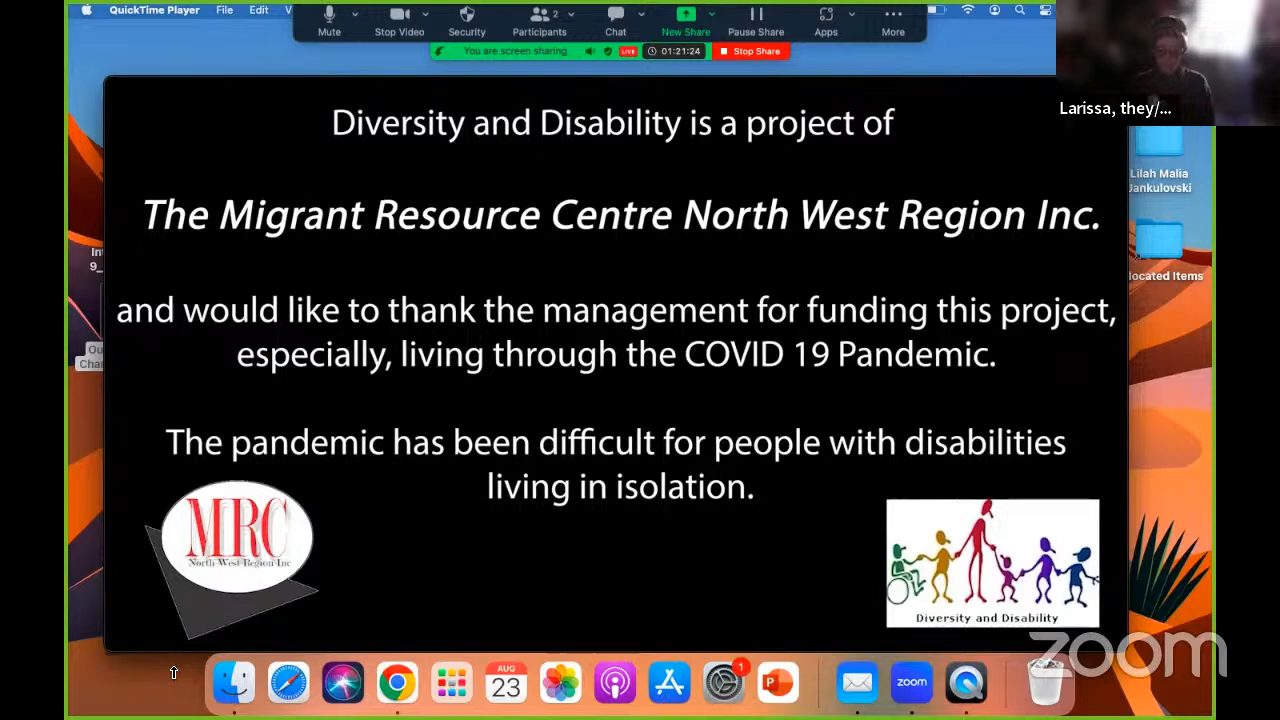 QuickTime Player File Edit
Mute Stop Video Security Participants 2 Chat New Share Pause Share Apps More
You are screen sharing LIVE 01:21:24 Stop Share
Larissa, they/...
Diversity and Disability is a project of
The Migrant Resource Centre North West Region Inc.
and would like to thank the management for funding this project,
especially, living through the COVID 19 Pandemic.
The pandemic has been difficult for people with disabilities
living in isolation.
MRC
North West Region Inc
Diversity and Disability
Lilah Malia
Jankulovski
located Items
AUG
23
1
zoom
zoom